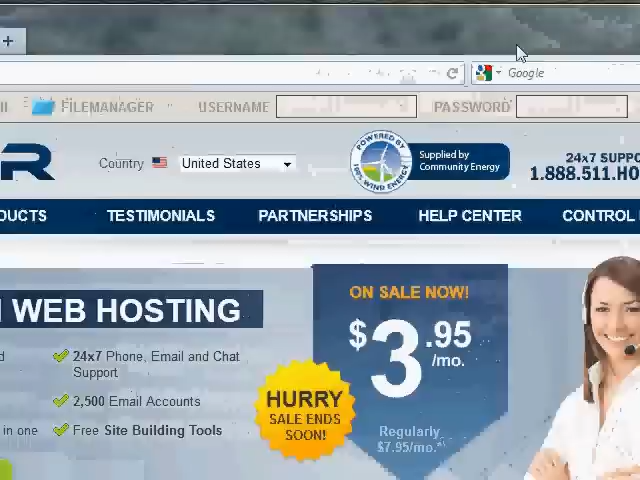 +
Google
FILEMANAGER
USERNAME
PASSWORD
R
Country
United States
POWERED BY
100% WIND ENERGY
Supplied by
Community Energy
24x7 SUPPO
1.888.511.HO
DUCTS
TESTIMONIALS
PARTNERSHIPS
HELP CENTER
CONTROL
WEB HOSTING
ON SALE NOW!
$3.95
/mo.
24x7 Phone, Email and Chat
Support
2,500 Email Accounts
in one
Free Site Building Tools
HURRY
SALE ENDS
SOON!
Regularly
$7.95/mo.*